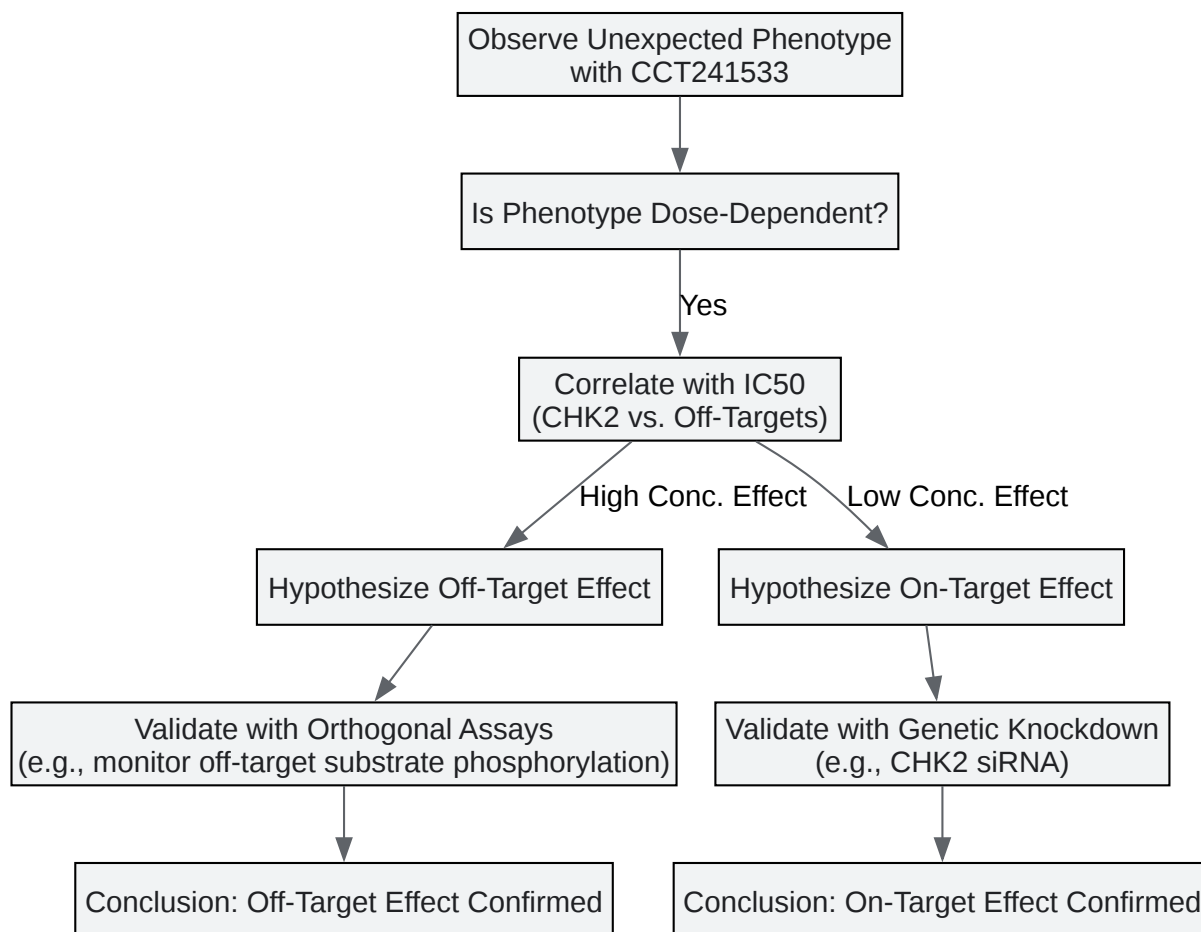 Observe Unexpected Phenotype
with CCT241533
Is Phenotype Dose-Dependent?
Yes
Correlate with IC50
(CHK2 vs. Off-Targets)
High Conc. Effect
Low Conc. Effect
Hypothesize Off-Target Effect
Hypothesize On-Target Effect
Validate with Orthogonal Assays
(e.g., monitor off-target substrate phosphorylation)
Validate with Genetic Knockdown
(e.g., CHK2 siRNA)
Conclusion: Off-Target Effect Confirmed
Conclusion: On-Target Effect Confirmed